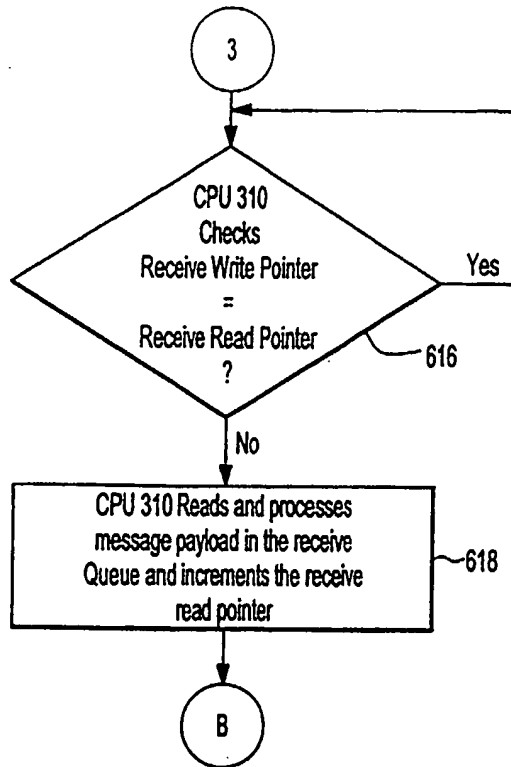 3
CPU 310
Checks
Receive Write Pointer
=
Receive Read Pointer
?
Yes
616
No
CPU 310 Reads and processes
message payload in the receive
Queue and increments the receive
read pointer
618
B